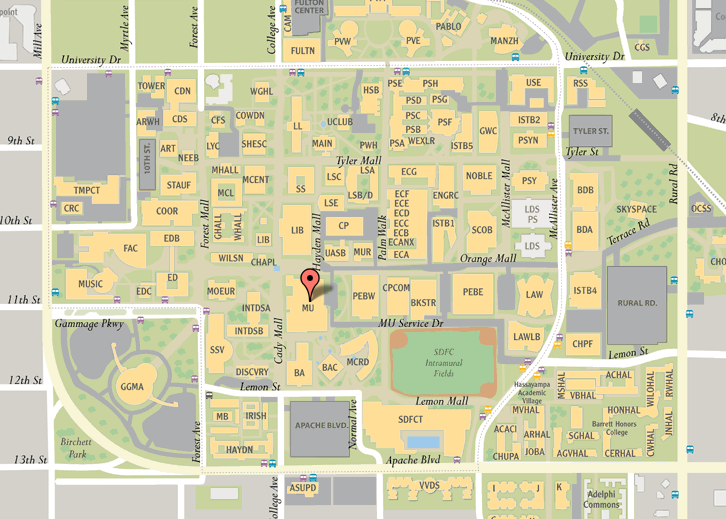 point
Mill Ave
Myrtle Ave
Forest Ave
College Ave
CAM
FULTON
CENTER
FULTN
PVW
PVE
PABLO
MANZH
CGS
University Dr
University Dr
TOWER
CDN
WGHL
HSB
PSE
PSH
USE
RSS
ARWH
CDS
CFS
COWDN
LL
UCLUB
PSD
PSG
PSC
PSF
PSB
GWC
ISTB2
PSYN
TYLER ST.
8th
9th St
10TH ST.
ART
NEEB
LYC
SHESC
MAIN
PWH
PSA
WEXLR
ISTB5
Tyler Mall
Tyler St
MHALL
MCENT
STAUF
MCL
SS
LSC
LSA
LSB/D
LSE
ECG
NOBLE
PSY
BDB
Rural Rd
TMPCT
CRC
COOR
Forest Mall
GHALL
WHALL
LIB
LIB
Hayden Mall
CP
ECF
ECE
ECD
ECC
ECB
ECANX
ECA
ENGRC
ISTB1
SCOB
McAllister Mall
LDS
PS
LDS
McAllister Ave
BDA
SKYSPACE
OCSS
10th St
Terrace Rd
FAC
EDB
WILSN
CHAPL
UASB
MUR
Palm Walk
Orange Mall
CHO
MUSIC
EDC
ED
MOEUR
INTDSA
MU
PEBW
CPCOM
BKSTR
PEBE
LAW
ISTB4
RURAL RD.
11th St
Gammage Pkwy
INTDSB
Cady Mall
MU Service Dr
LAWLB
CHPF
Lemon St
SSV
DISCVRY
BA
BAC
MCRD
SDFC
Intramural
Fields
12th St
GGMA
Lemon St
Lemon Mall
Hassayampa
Academic
Village
MSHAL
VBHAL
ACHAL
WILOHAL
RWHAL
MVHAL
HONHAL
Barrett Honors
College
JNHAL
Birchett
Park
Forest Ave
MB
IRISH
HAYDN
APACHE BLVD.
Normal Ave
SDFCT
ACACI
ARHAL
SGHAL
CWHAL
CHUPA
JOBA
AGVHAL
CERHAL
13th St
Apache Blvd
College Ave
ASUPD
VVDS
I
J
K
Adelphi
Commons